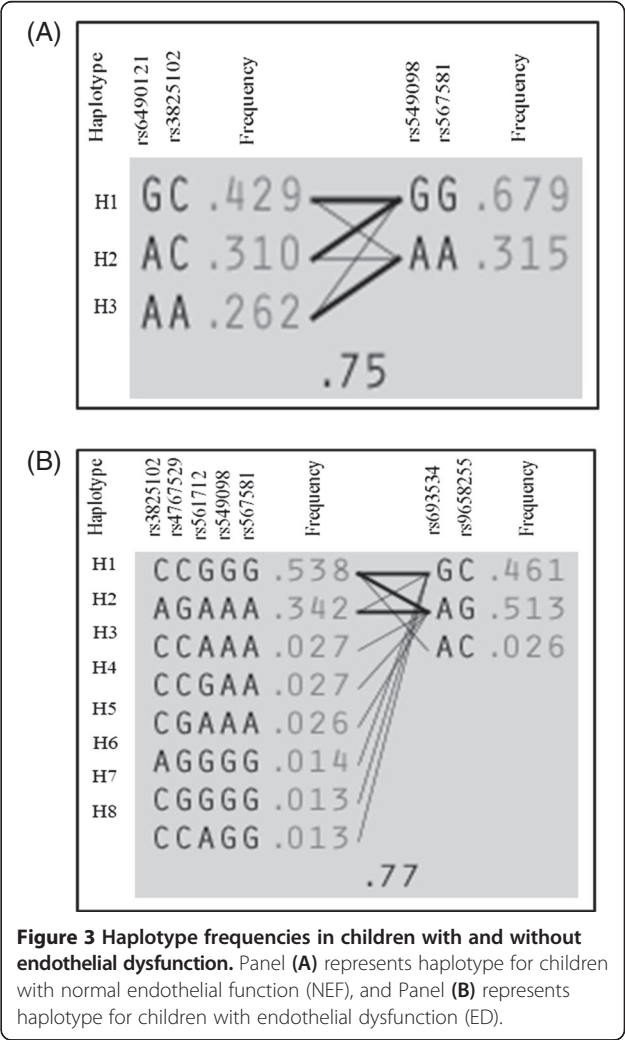 (A)
Haplotype rs6490121 rs3825102 Frequency rs549098 rs567581 Frequency
H1 GC .429 GG .679
H2 AC .310 AA .315
H3 AA .262
.75
(B)
Haplotype rs3825102 rs4767529 rs561712 rs549098 rs567581 Frequency rs693534 rs9658255 Frequency
H1 CCGGG .538 GC .461
H2 AGAAA .342 AG .513
H3 CCAAA .027 AC .026
H4 CCGAA .027
H5 CGAAA .026
H6 AGGGG .014
H7 CGGGG .013
H8 CCAGG .013
.77
Figure 3 Haplotype frequencies in children with and without
endothelial dysfunction. Panel (A) represents haplotype for children
with normal endothelial function (NEF), and Panel (B) represents
haplotype for children with endothelial dysfunction (ED).